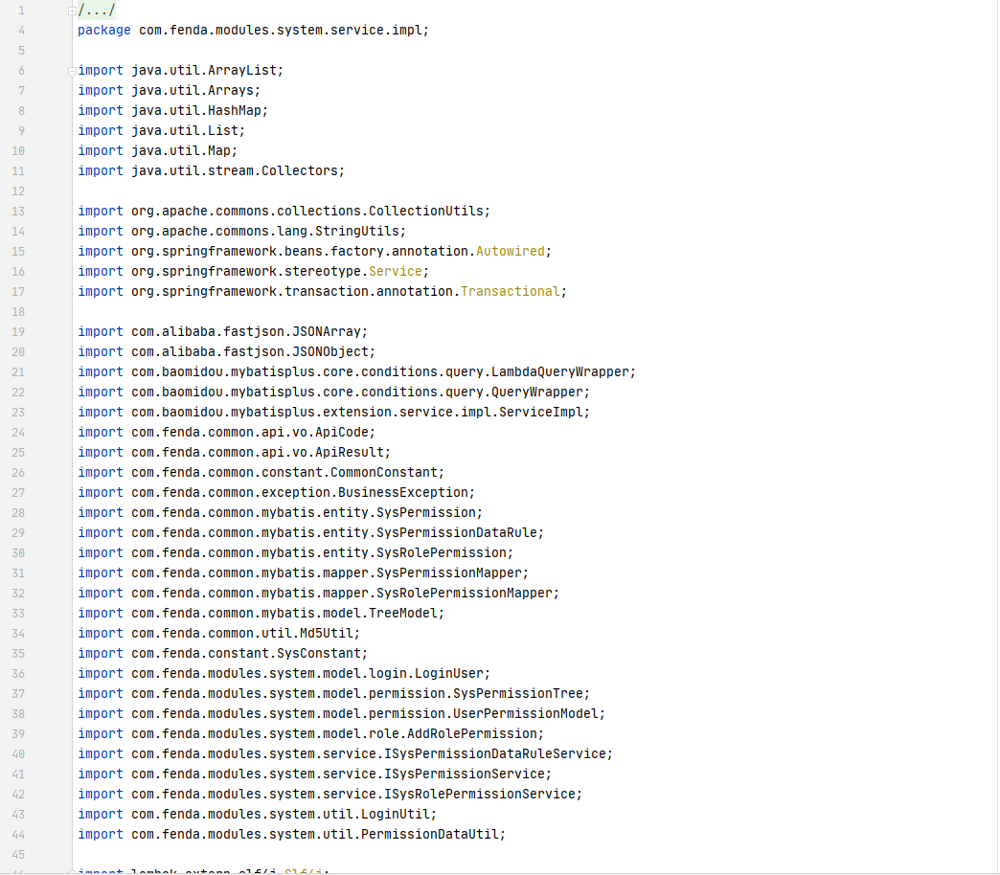 1 /.../
4 package com.fenda.modules.system.service.impl;
5
6 import java.util.ArrayList;
7 import java.util.Arrays;
8 import java.util.HashMap;
9 import java.util.List;
10 import java.util.Map;
11 import java.util.stream.Collectors;
12
13 import org.apache.commons.collections.CollectionUtils;
14 import org.apache.commons.lang.StringUtils;
15 import org.springframework.beans.factory.annotation.Autowired;
16 import org.springframework.stereotype.Service;
17 import org.springframework.transaction.annotation.Transactional;
18
19 import com.alibaba.fastjson.JSONArray;
20 import com.alibaba.fastjson.JSONObject;
21 import com.baomidou.mybatisplus.core.conditions.query.LambdaQueryWrapper;
22 import com.baomidou.mybatisplus.core.conditions.query.QueryWrapper;
23 import com.baomidou.mybatisplus.extension.service.impl.ServiceImpl;
24 import com.fenda.common.api.vo.ApiCode;
25 import com.fenda.common.api.vo.ApiResult;
26 import com.fenda.common.constant.CommonConstant;
27 import com.fenda.common.exception.BusinessException;
28 import com.fenda.common.mybatis.entity.SysPermission;
29 import com.fenda.common.mybatis.entity.SysPermissionDataRule;
30 import com.fenda.common.mybatis.entity.SysRolePermission;
31 import com.fenda.common.mybatis.mapper.SysPermissionMapper;
32 import com.fenda.common.mybatis.mapper.SysRolePermissionMapper;
33 import com.fenda.common.mybatis.model.TreeModel;
34 import com.fenda.common.util.Md5Util;
35 import com.fenda.constant.SysConstant;
36 import com.fenda.modules.system.model.login.LoginUser;
37 import com.fenda.modules.system.model.permission.SysPermissionTree;
38 import com.fenda.modules.system.model.permission.UserPermissionModel;
39 import com.fenda.modules.system.model.role.AddRolePermission;
40 import com.fenda.modules.system.service.ISysPermissionDataRuleService;
41 import com.fenda.modules.system.service.ISysPermissionService;
42 import com.fenda.modules.system.service.ISysRolePermissionService;
43 import com.fenda.modules.system.util.LoginUtil;
44 import com.fenda.modules.system.util.PermissionDataUtil;
45